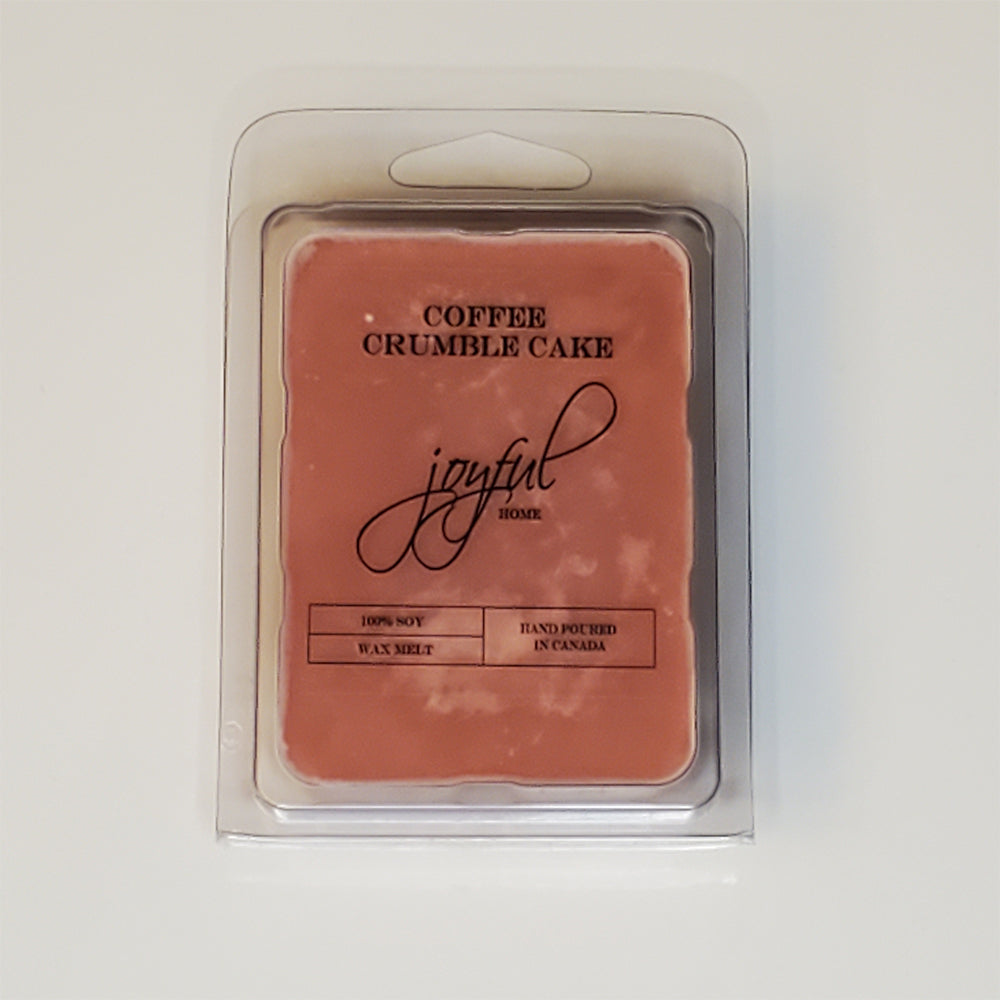 COFFEE
CRUMBLE CAKE
joyful
HOME
100% SOY
WAX MELT
HAND POURED
IN CANADA